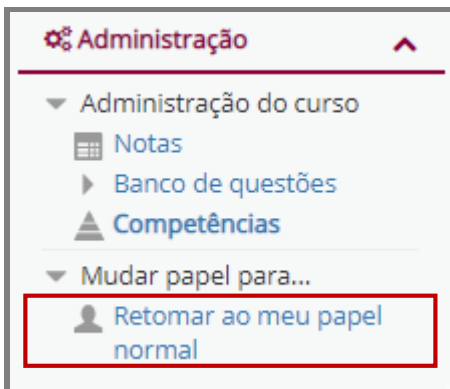 Administração
Administração do curso
Notas
Banco de questões
Competências
Mudar papel para...
Retomar ao meu papel
normal